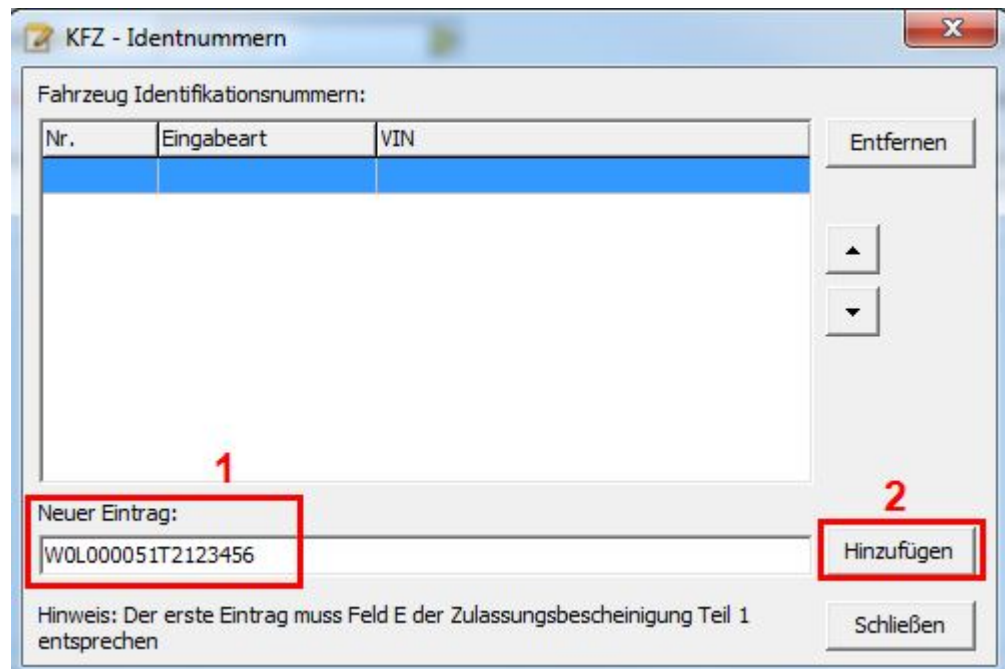 KFZ - Identnummern
Fahrzeug Identifikationsnummern:
Nr. Eingabeart VIN
Entfernen
1
2
Neuer Eintrag:
W0L000051T2123456
Hinzufügen
Hinweis: Der erste Eintrag muss Feld E der Zulassungsbescheinigung Teil 1
entsprechen
Schließen